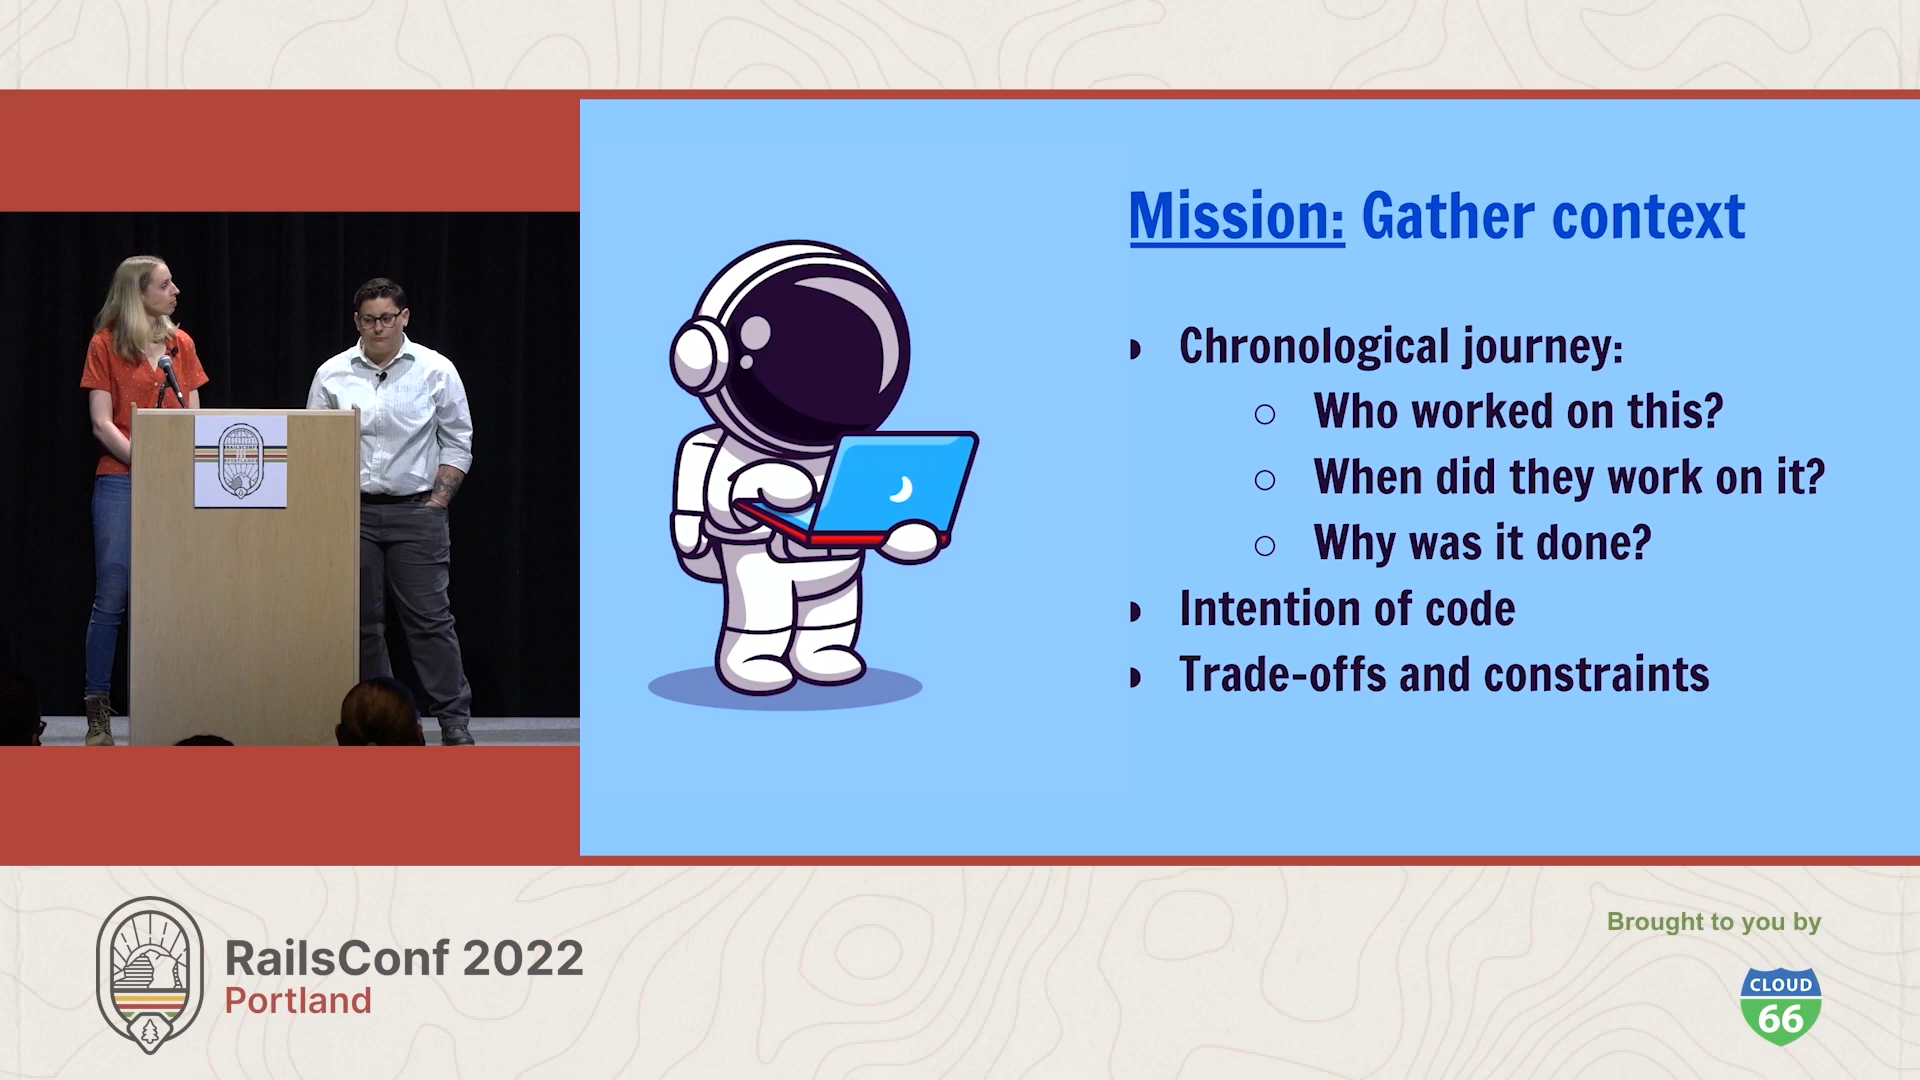 Mission: Gather context
Chronological journey:
Who worked on this?
When did they work on it?
Why was it done?
Intention of code
Trade-offs and constraints
RailsConf 2022
Portland
Brought to you by
CLOUD
66